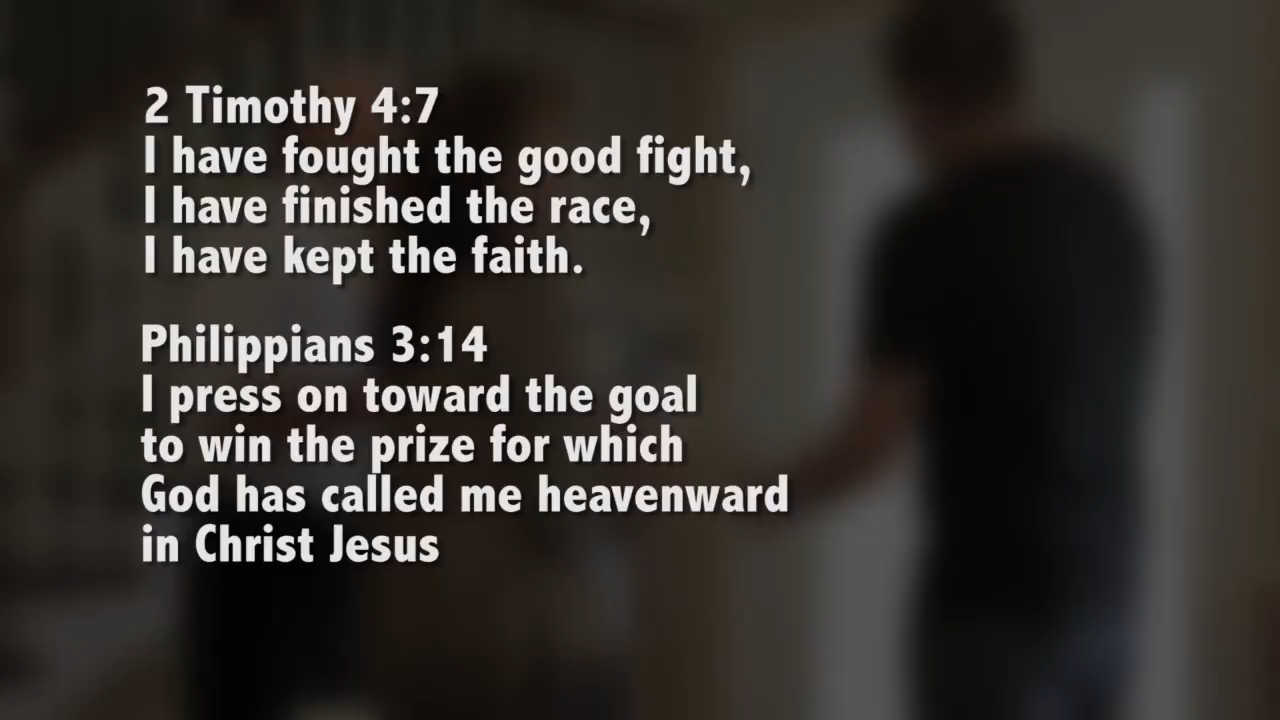 2 Timothy 4:7
I have fought the good fight,
I have finished the race,
I have kept the faith.
Philippians 3:14
I press on toward the goal
to win the prize for which
God has called me heavenward
in Christ Jesus